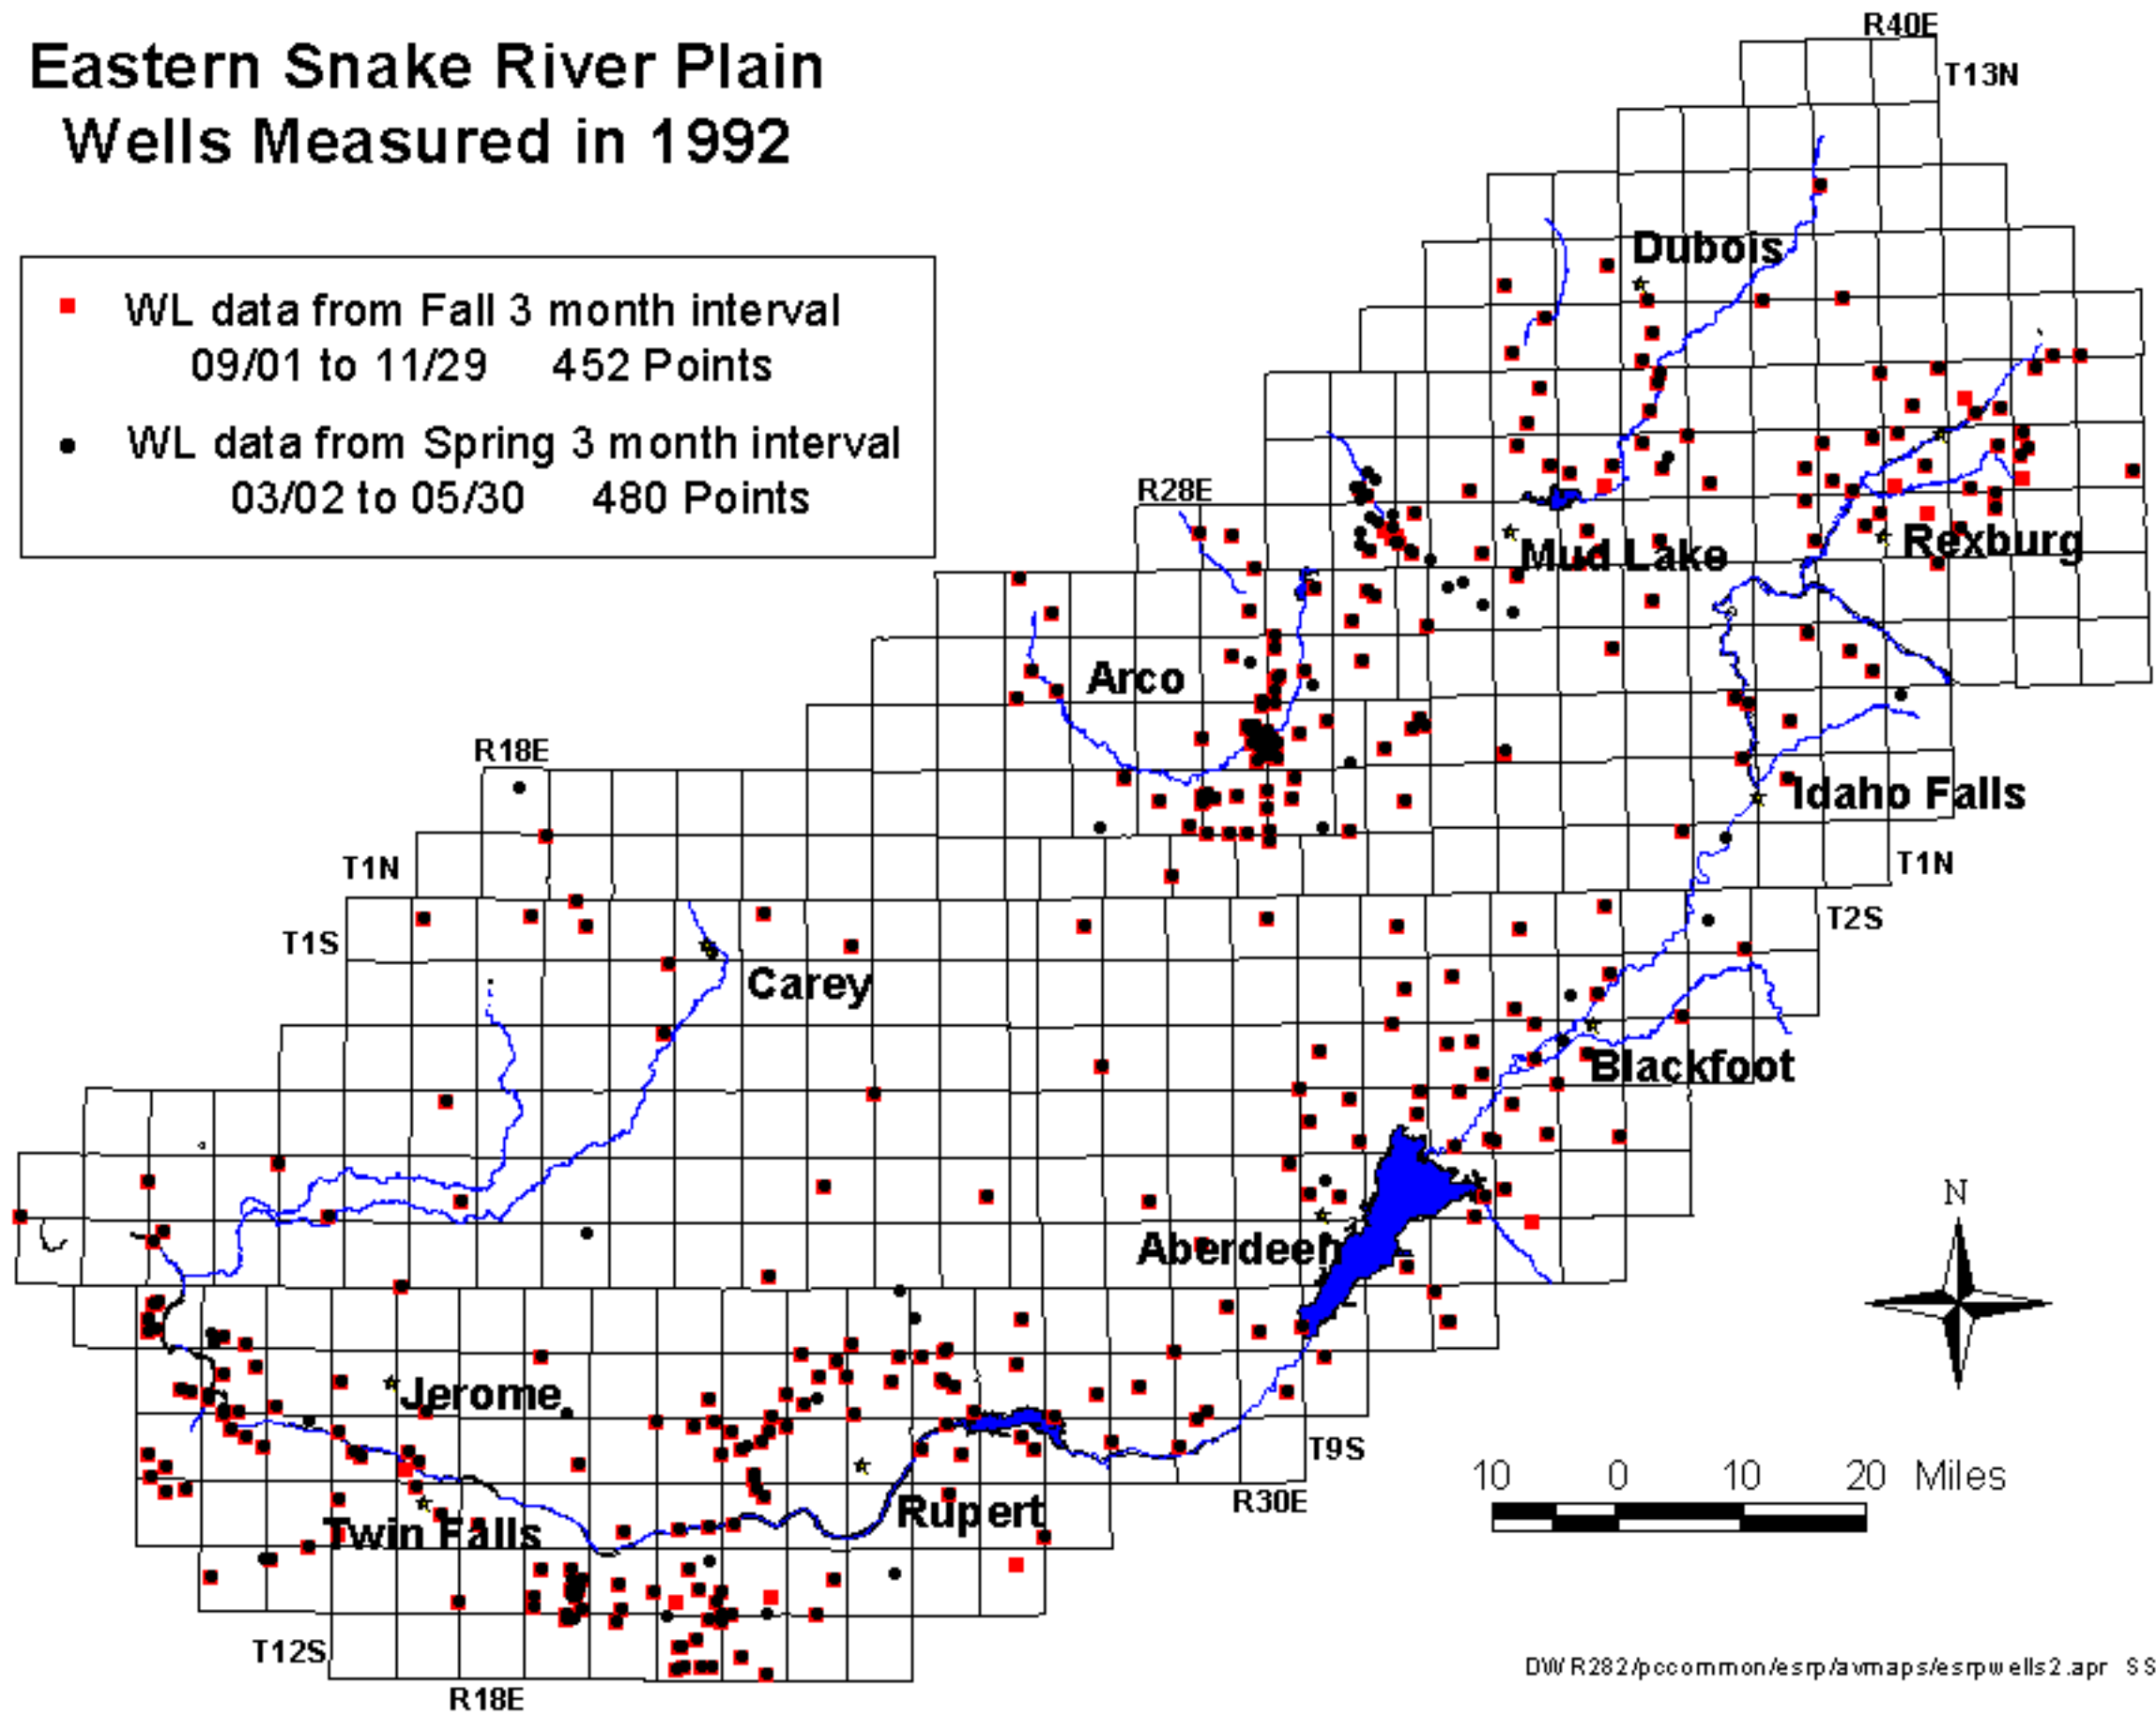 Eastern Snake River Plain
Wells Measured in 1992
WL data from Fall 3 month interval
09/01 to 11/29 452 Points
WL data from Spring 3 month interval
03/02 to 05/30 480 Points
R40E
T13N
Dubois
R28E
Mud Lake
Rexburg
Arco
R18E
Idaho Falls
T1N
T1N
T1S
T2S
Carey
Blackfoot
N
Aberdeen
Jerome
T9S
10 0 10 20 Miles
R30E
Rupert
Twin Falls
T12S
DWR282/pccommon/esrp/avmaps/esrpwells2.apr SS
R18E